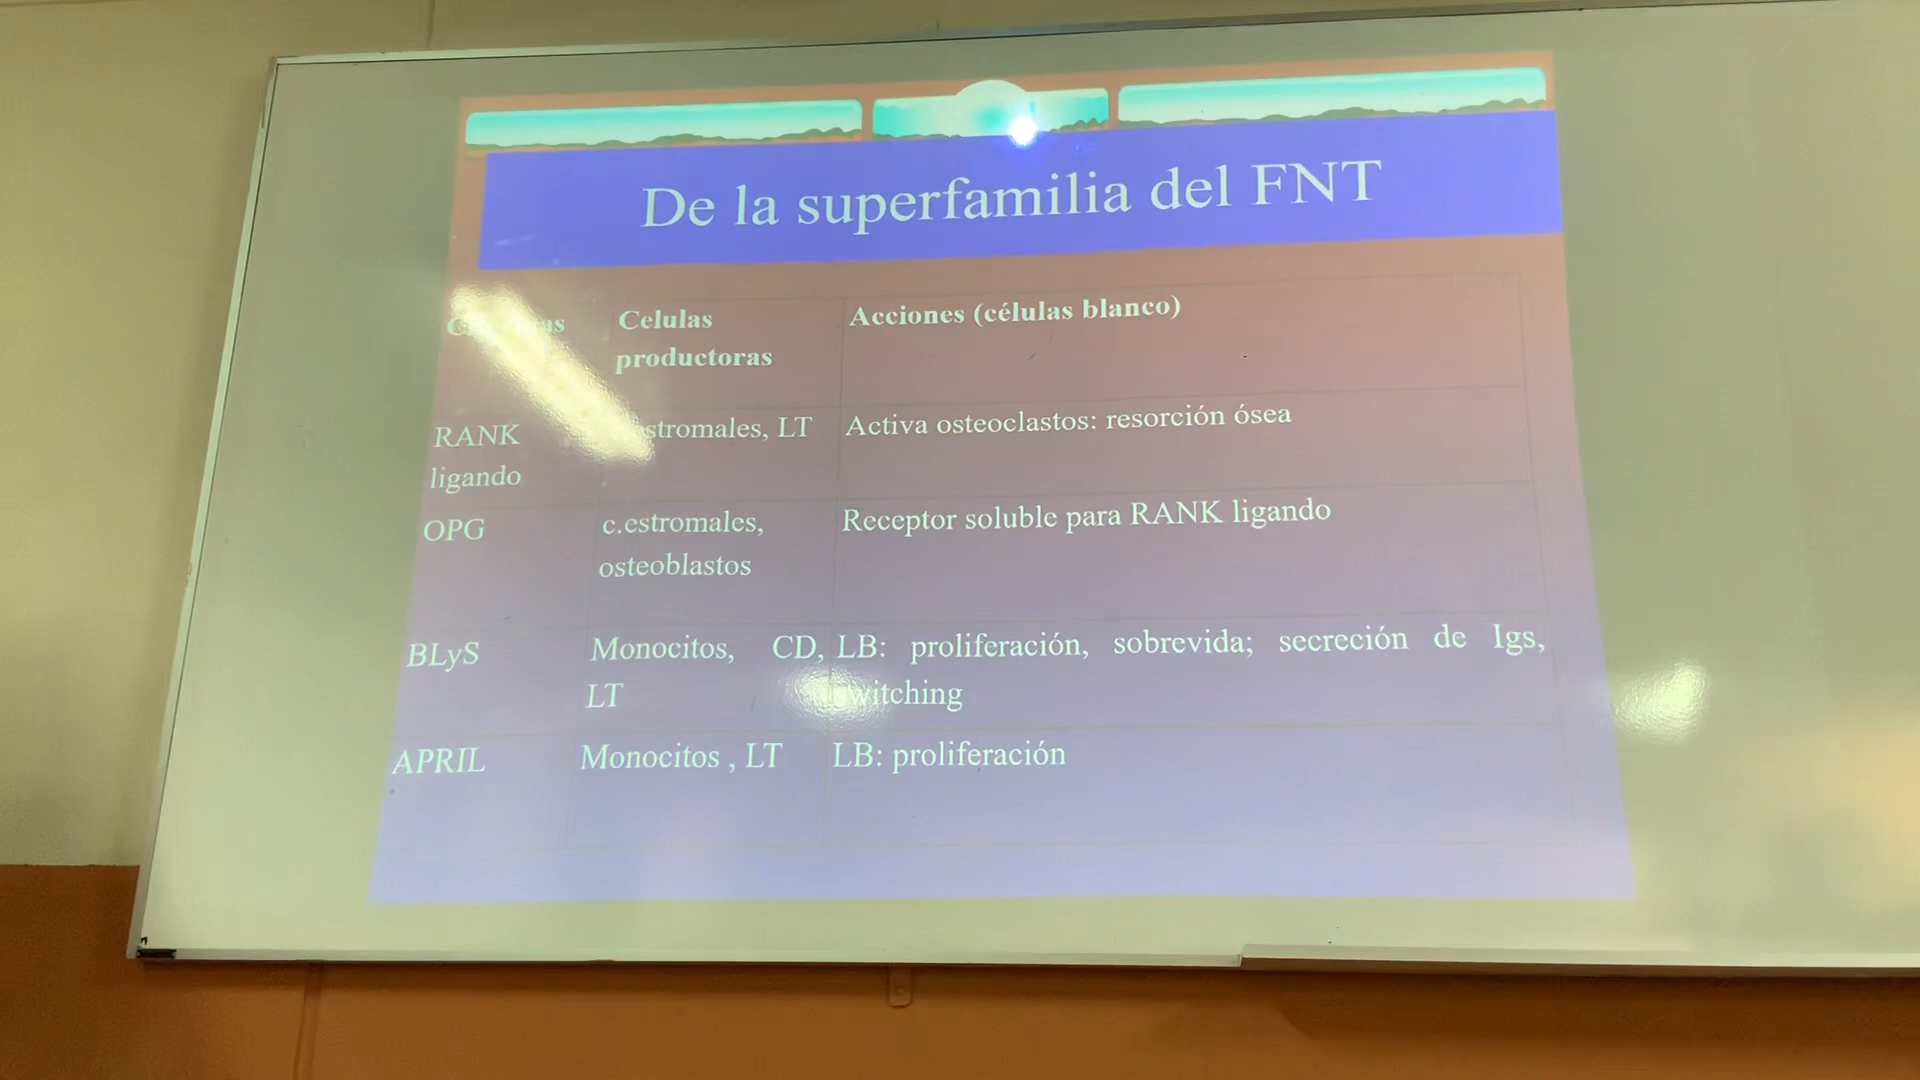 De la superfamilia del FNT
Celulas
productoras
Acciones (células blanco)
RANK
ligando
LT
Activa osteoclastos: resorción ósea
OPG
c.estromales,
osteoblastos
Receptor soluble para RANK ligando
BLyS
Monocitos, CD,
LT
LB: proliferación, sobrevida; secreción de Igs,
APRIL
Monocitos , LT
LB: proliferación